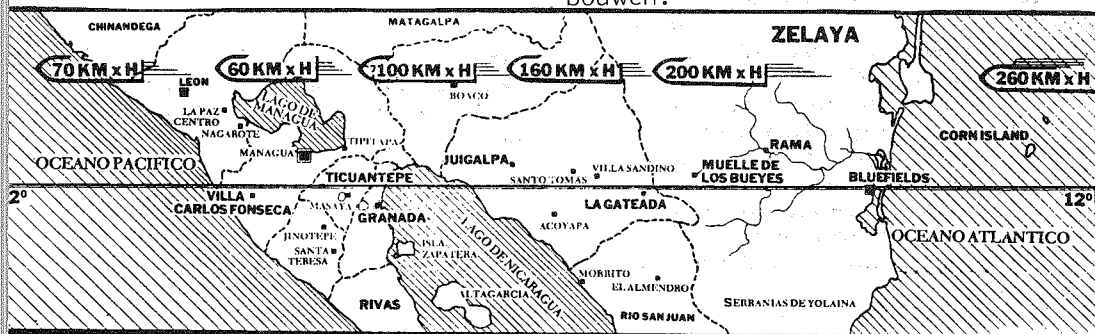 bouwen.
CHINANDEGA
MATAGALPA
ZELAYA
70 KM x H
60 KM x H
?100 KM x H
160 KM x H
200 KM x H
260 KM x H
LEON
BOACO
LA PAZ
CENTRO
LAGO DE
MANAGUA
NAGAROTE
CORN ISLAND
MANAGUA
TIPITAPA
RAMA
OCEANO PACIFICO
JUIGALPA
VILLA SANDINO
MUELLE DE
LOS BUEYES
TICUANTEPE
SANTO TOMAS
BLUEFIELDS
2°
12°
VILLA
CARLOS FONSECA
MASAYA
GRANADA
LA GATEADA
ACOYAPA
LAGO DE NICARAGUA
OCEANO ATLANTICO
JINOTEPE
SANTA
TERESA
ISLA
ZAPATERA
MORRITO
EL ALMENDRO
ALTAGARCIA
RIVAS
RIO SAN JUAN
SERRANIAS DE YOLAINA